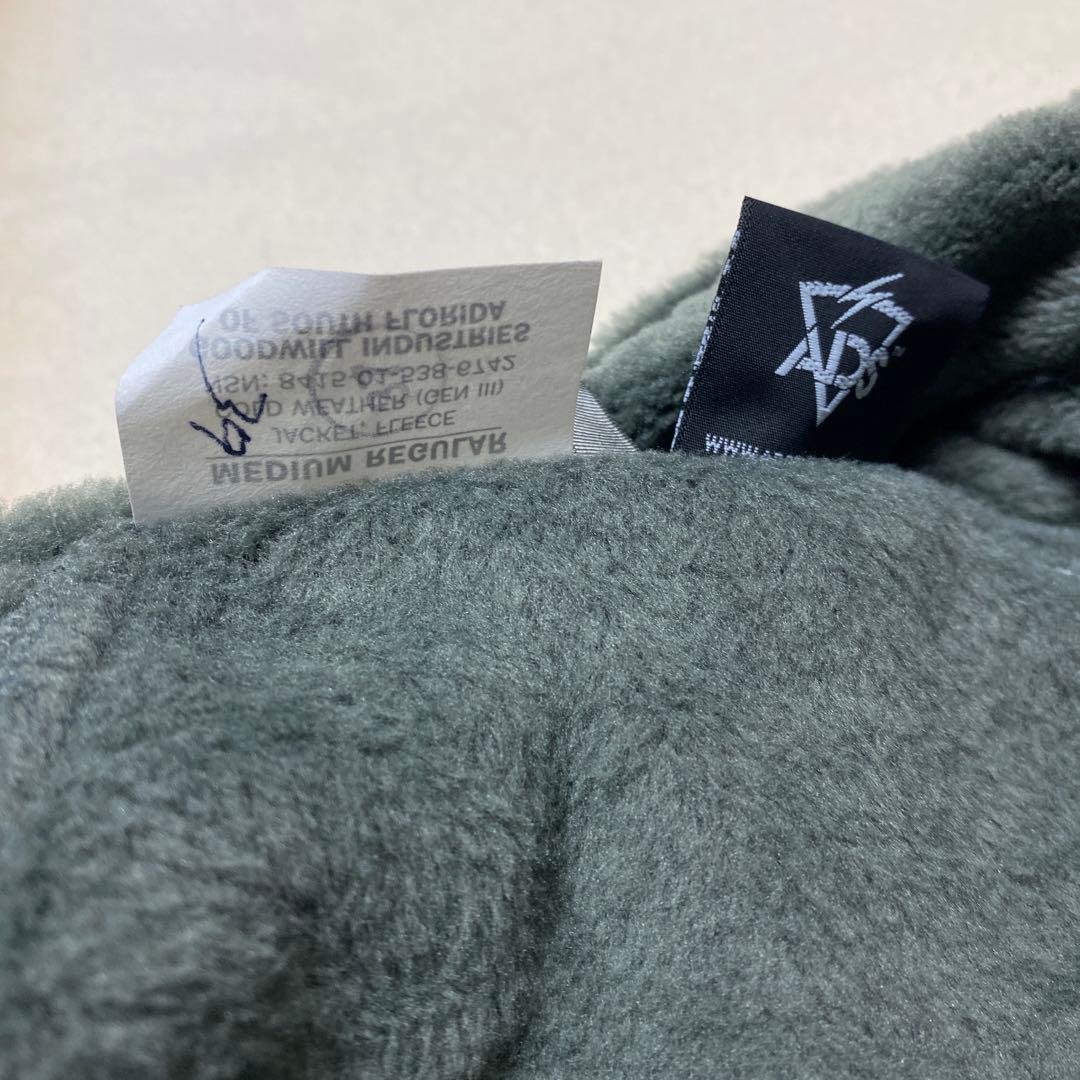 MEDIUM REGULAR
JACKET, FLEECE
COLD WEATHER (GEN III)
NSN: 8415-01-538-6742
GOODWILL INDUSTRIES
OF SOUTH FLORIDA
ADS